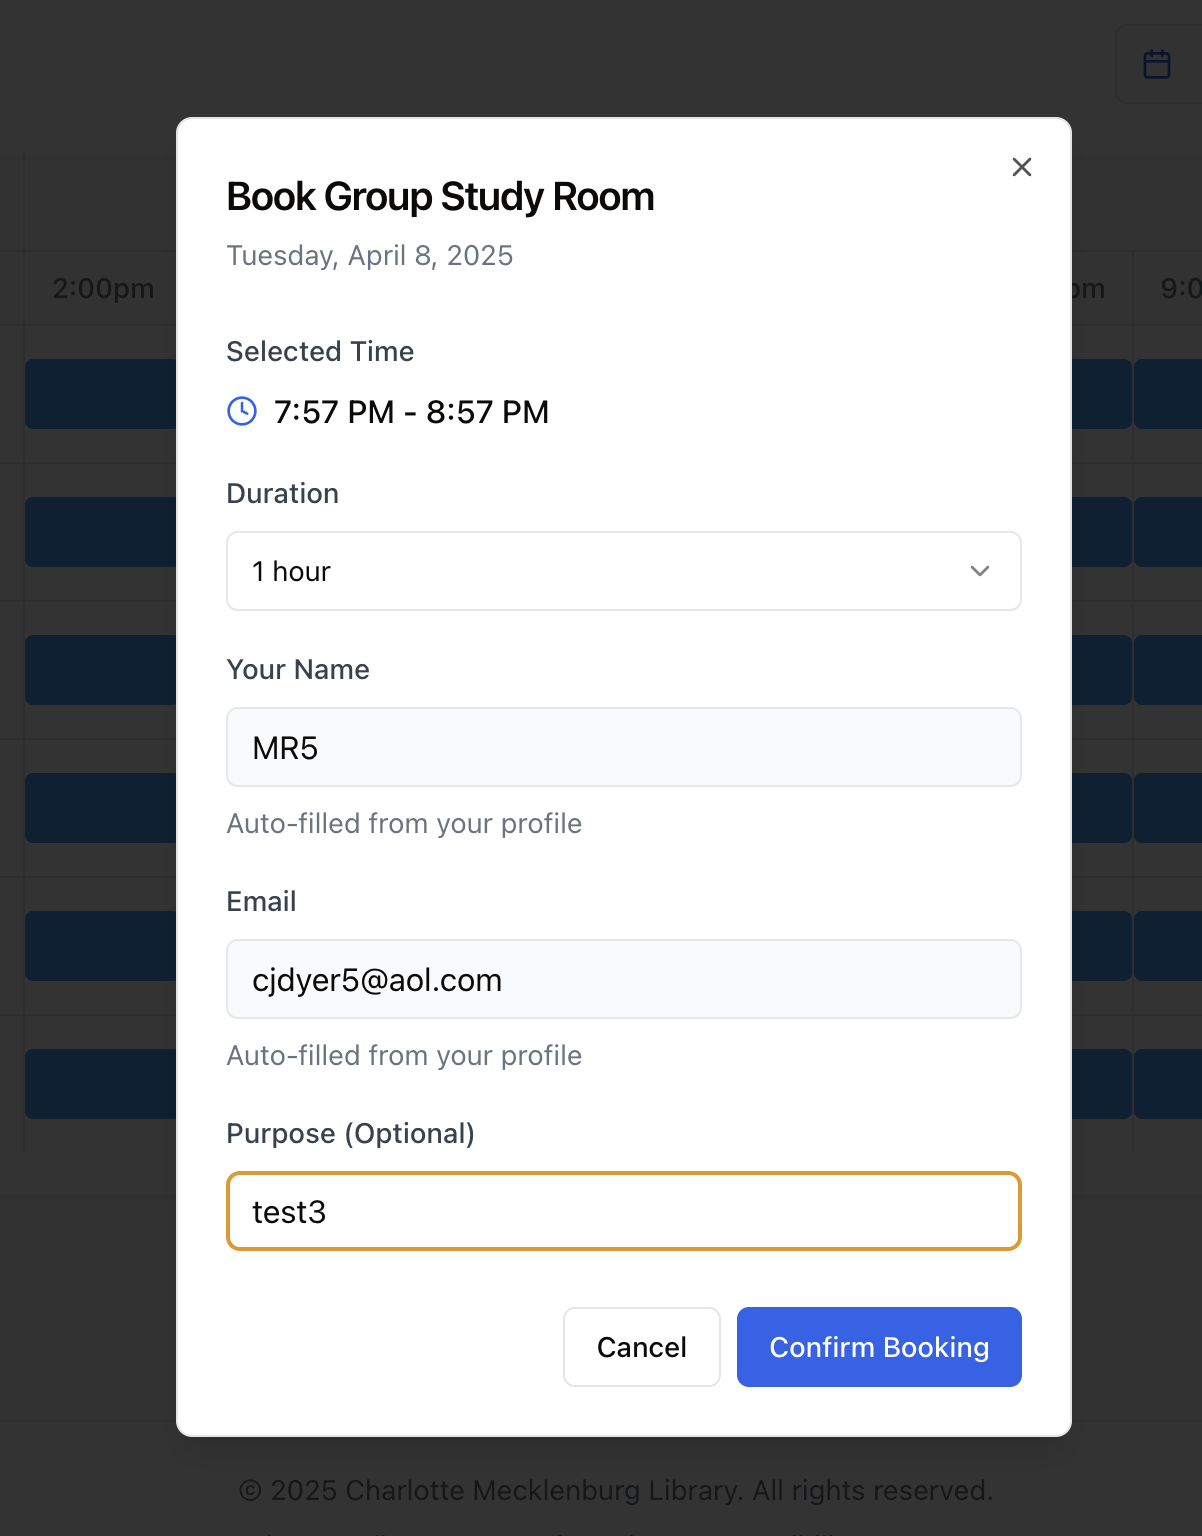 Book Group Study Room
Tuesday, April 8, 2025
2:00pm
pm
9:0
Selected Time
7:57 PM - 8:57 PM
Duration
1 hour
Your Name
MR5
Auto-filled from your profile
Email
cjdyer5@aol.com
Auto-filled from your profile
Purpose (Optional)
test3
Cancel
Confirm Booking
© 2025 Charlotte Mecklenburg Library. All rights reserved.